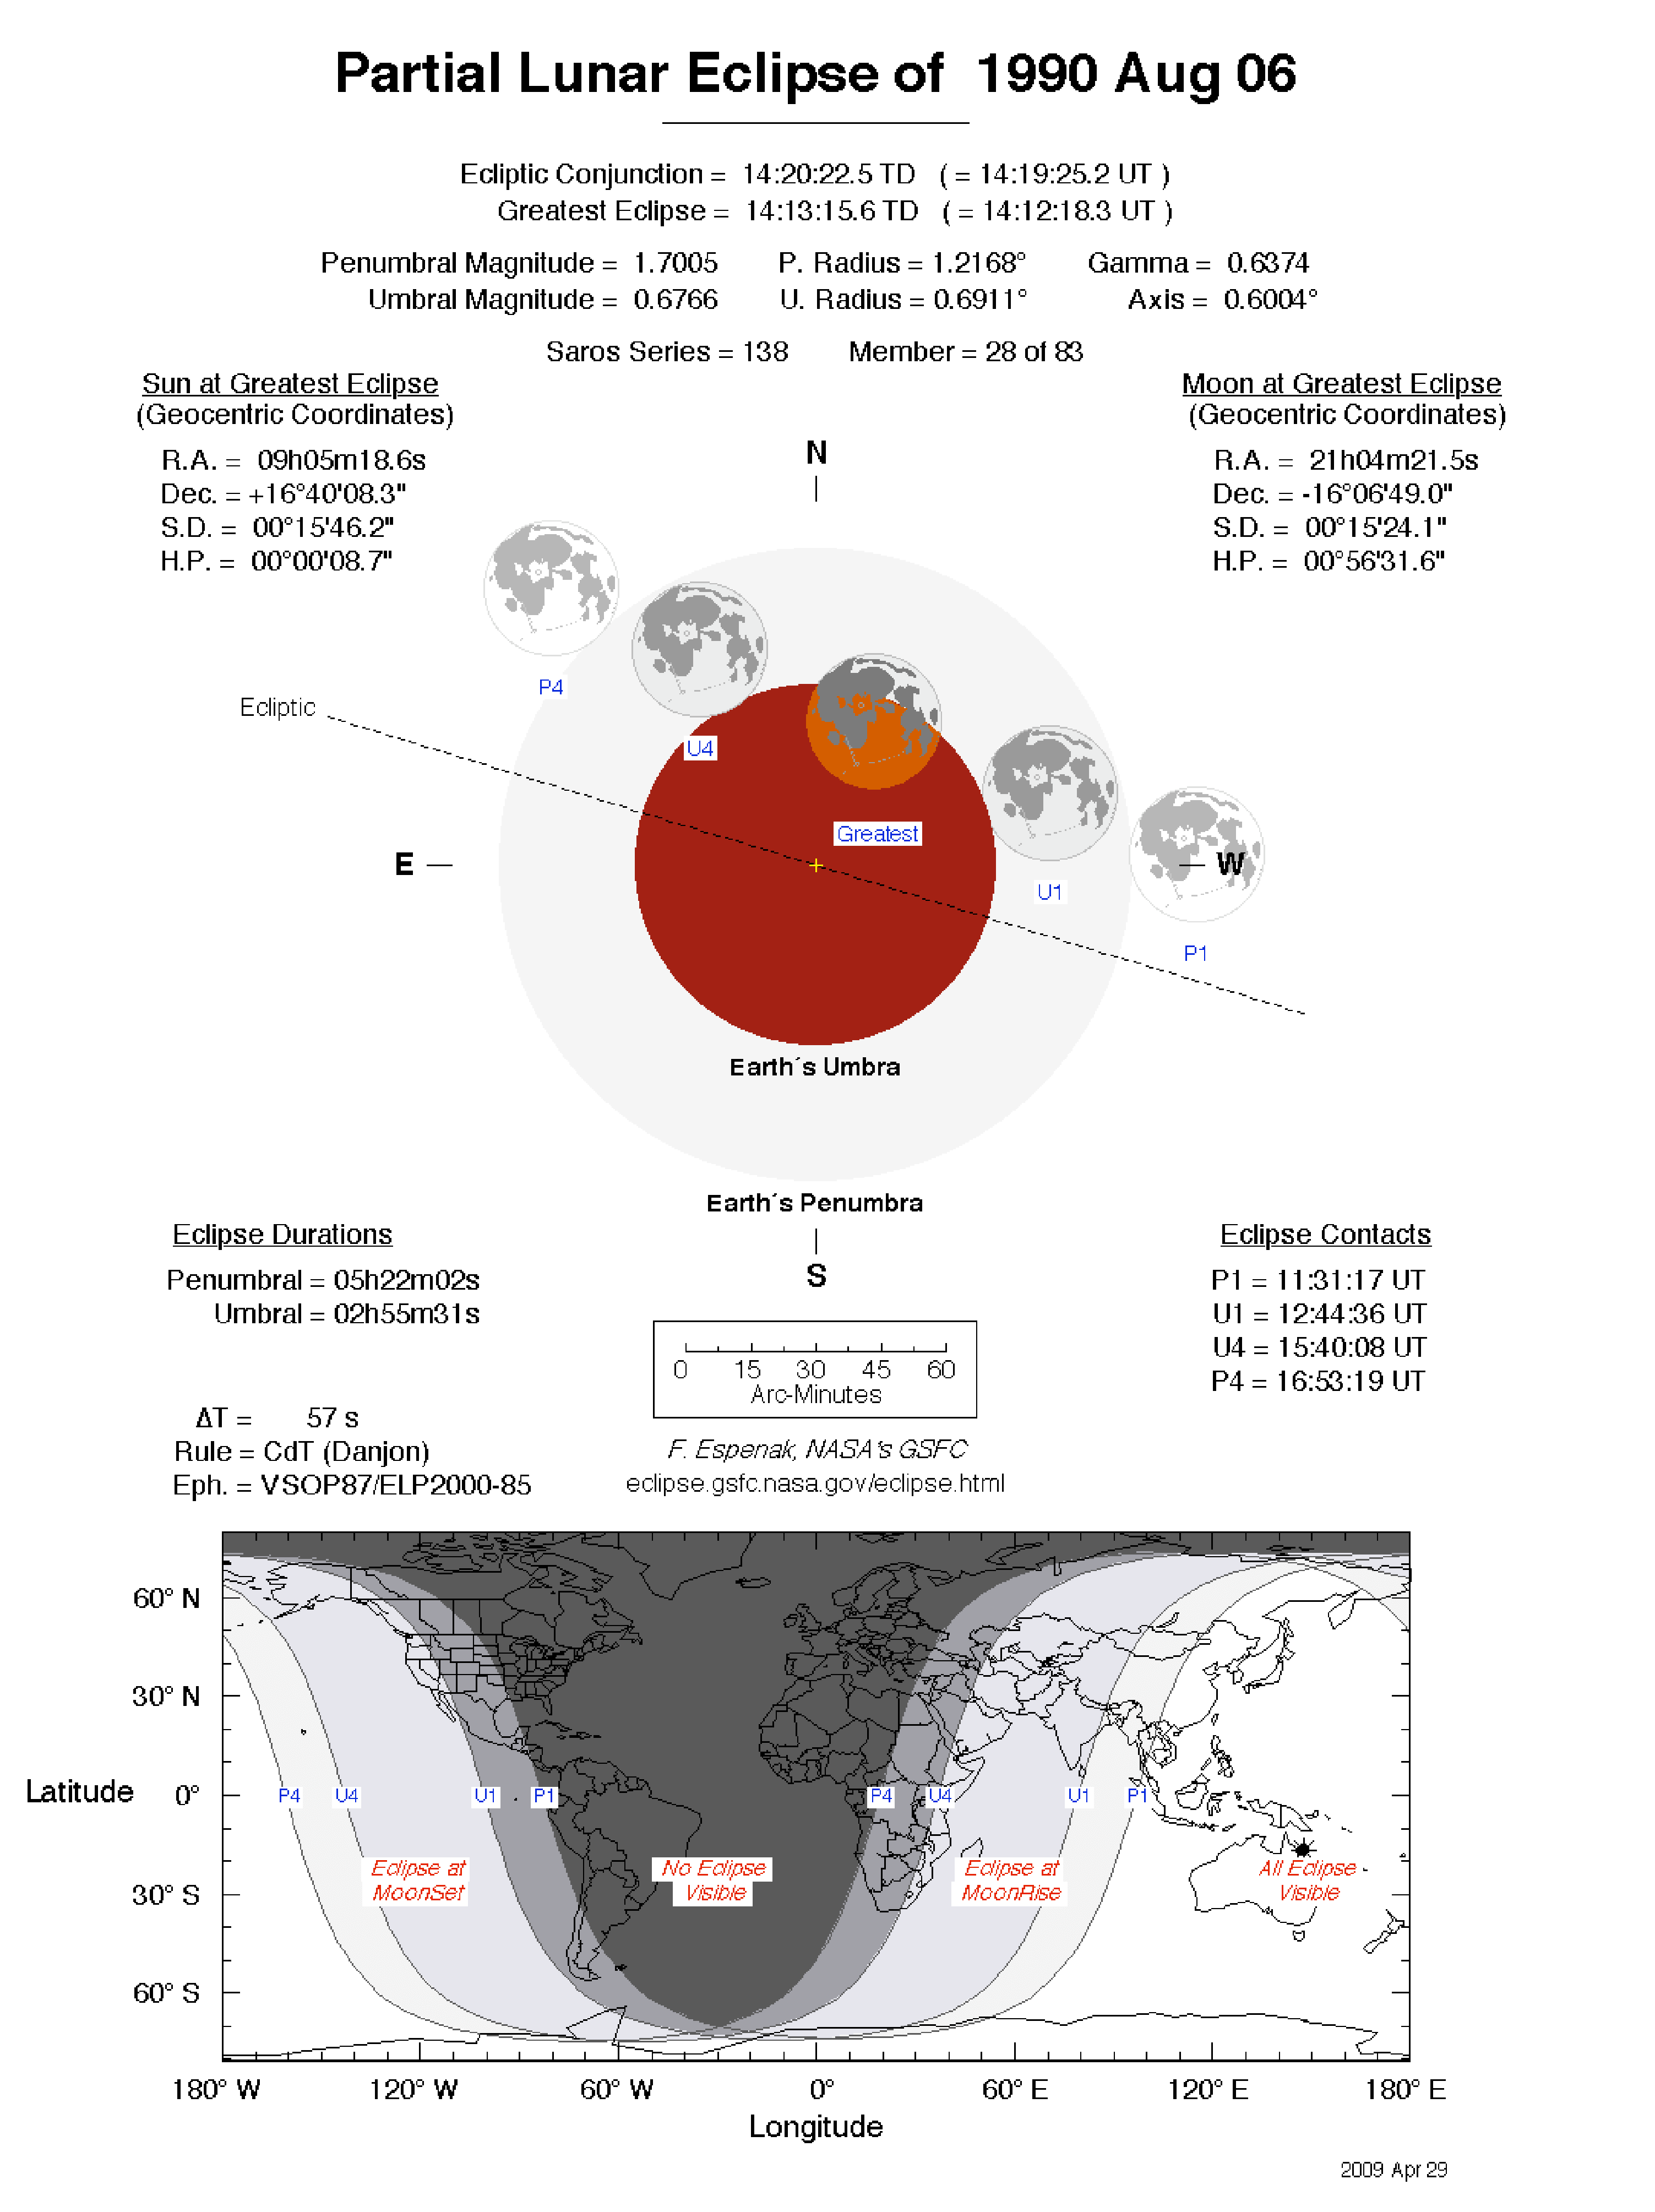 Partial Lunar Eclipse of 1990 Aug 06
Ecliptic Conjunction = 14:20:22.5 TD ( = 14:19:25.2 UT )
Greatest Eclipse = 14:13:15.6 TD ( = 14:12:18.3 UT )
Penumbral Magnitude = 1.7005 P. Radius = 1.2168° Gamma = 0.6374
Umbral Magnitude = 0.6766 U. Radius = 0.6911° Axis = 0.6004°
Saros Series = 138 Member = 28 of 83
Sun at Greatest Eclipse
(Geocentric Coordinates)
R.A. = 09h05m18.6s
Dec. = +16°40'08.3"
S.D. = 00°15'46.2"
H.P. = 00°00'08.7"
Moon at Greatest Eclipse
(Geocentric Coordinates)
R.A. = 21h04m21.5s
Dec. = -16°06'49.0"
S.D. = 00°15'24.1"
H.P. = 00°56'31.6"
N
P4
Ecliptic
U4
Greatest
E
W
U1
P1
Earth´s Umbra
Earth´s Penumbra
S
Eclipse Durations
Penumbral = 05h22m02s
Umbral = 02h55m31s
Eclipse Contacts
P1 = 11:31:17 UT
U1 = 12:44:36 UT
U4 = 15:40:08 UT
P4 = 16:53:19 UT
0 15 30 45 60
Arc-Minutes
ΔT = 57 s
Rule = CdT (Danjon)
Eph. = VSOP87/ELP2000-85
F. Espenak, NASA's GSFC
eclipse.gsfc.nasa.gov/eclipse.html
60° N
30° N
Latitude 0°
30° S
60° S
P4 U4 U1 P1 P4 U4 U1 P1
Eclipse at
MoonSet
No Eclipse
Visible
Eclipse at
MoonRise
All Eclipse
Visible
180° W 120° W 60° W 0° 60° E 120° E 180° E
Longitude
2009 Apr 29